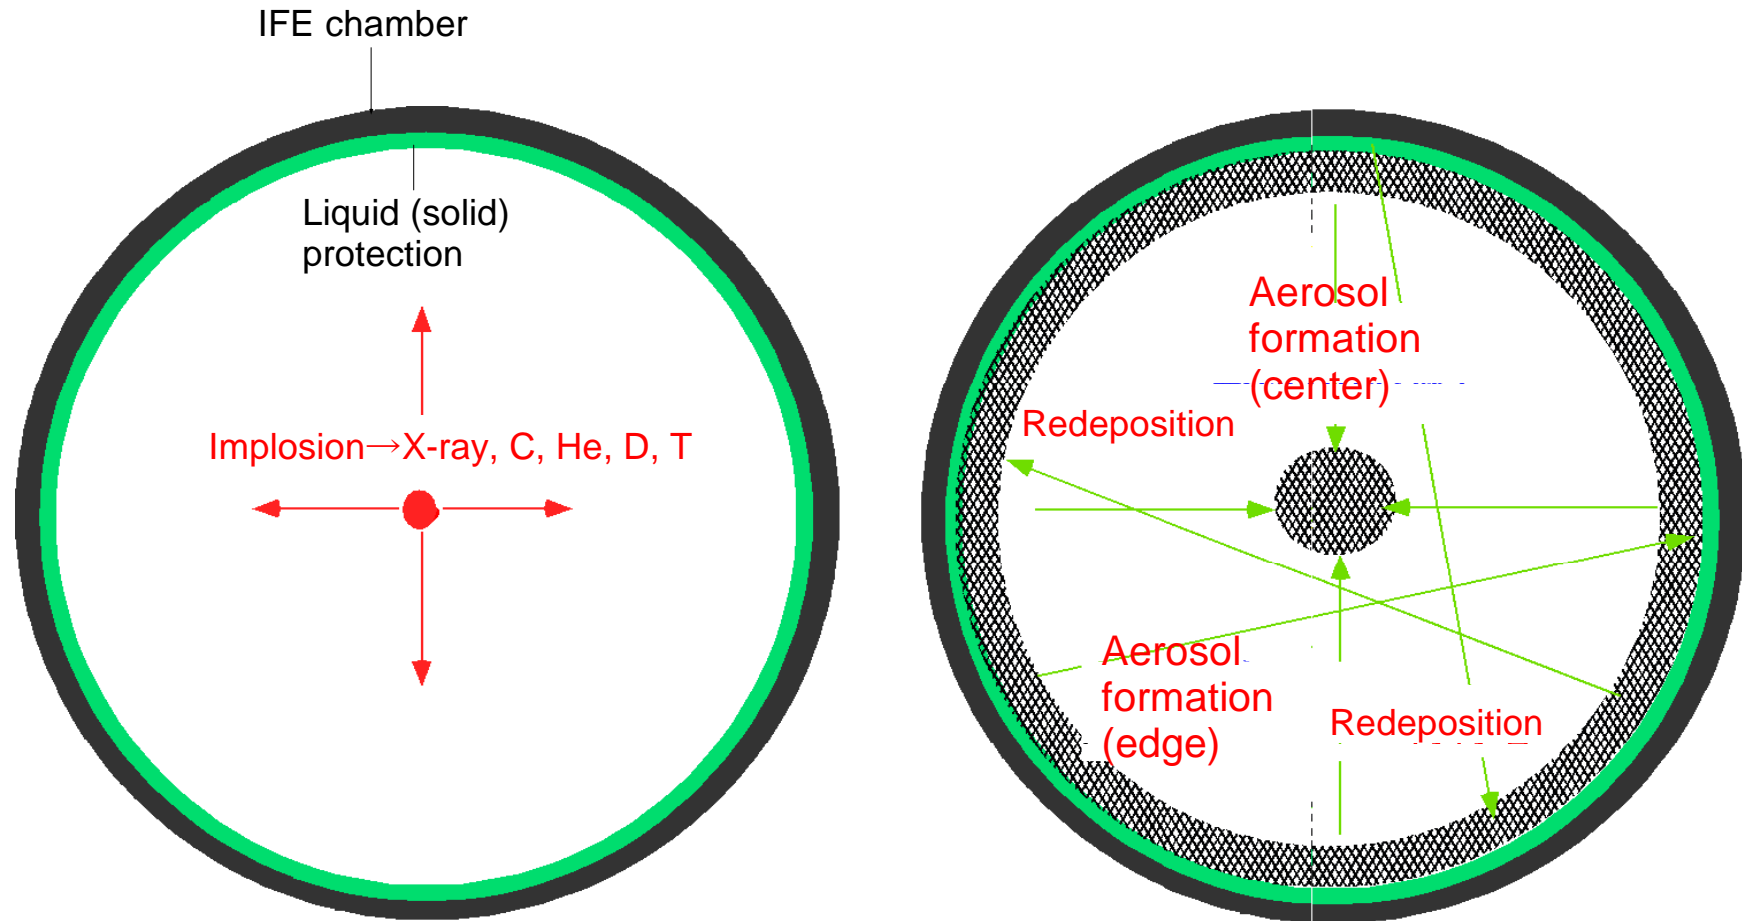 IFE chamber
Liquid (solid)
protection
Implosion→X-ray, C, He, D, T
Aerosol
formation
(center)
Redeposition
Aerosol
formation
(edge)
Redeposition